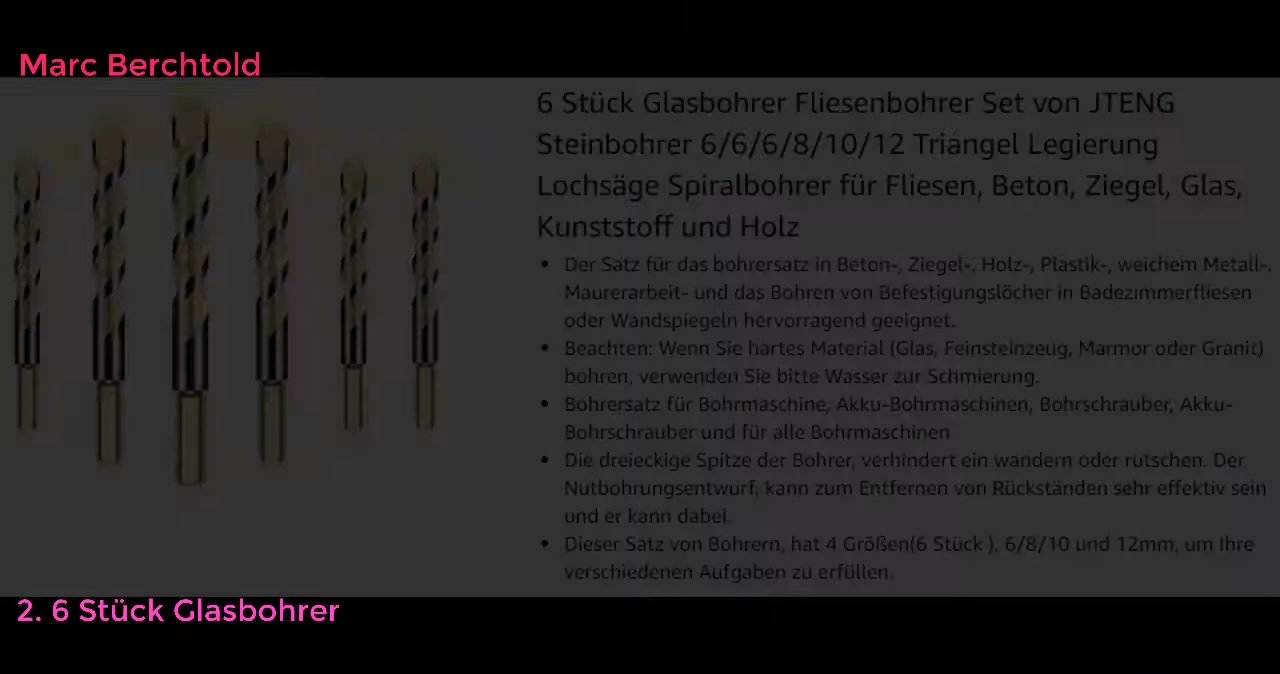 Marc Berchtold
6 Stück Glasbohrer Fliesenbohrer Set von JTENG
Steinbohrer 6/6/6/8/10/12 Triangel Legierung
Lochsäge Spiralbohrer für Fliesen, Beton, Ziegel, Glas,
Kunststoff und Holz
• Der Satz für das bohrersatz in Beton-, Ziegel-. Holz-, Plastik-, weichem Metall-.
Maurerarbeit- und das Bohren von Befestigungslöcher in Badezimmerfliesen
oder Wandspiegeln hervorragend geeignet.
• Beachten: Wenn Sie hartes Material (Glas, Feinsteinzeug, Marmor oder Granit)
bohren, verwenden Sie bitte Wasser zur Schmierung.
• Bohrersatz für Bohrmaschine, Akku-Bohrmaschinen, Bohrschrauber, Akku-
Bohrschrauber und für alle Bohrmaschinen
• Die dreieckige Spitze der Bohrer, verhindert ein wandern oder rutschen. Der
Nutbohrungsentwurf, kann zum Entfernen von Rückständen sehr effektiv sein
und er kann dabei.
• Dieser Satz von Bohrern, hat 4 Größen(6 Stück ), 6/8/10 und 12mm, um Ihre
verschiedenen Aufgaben zu erfüllen.
2. 6 Stück Glasbohrer